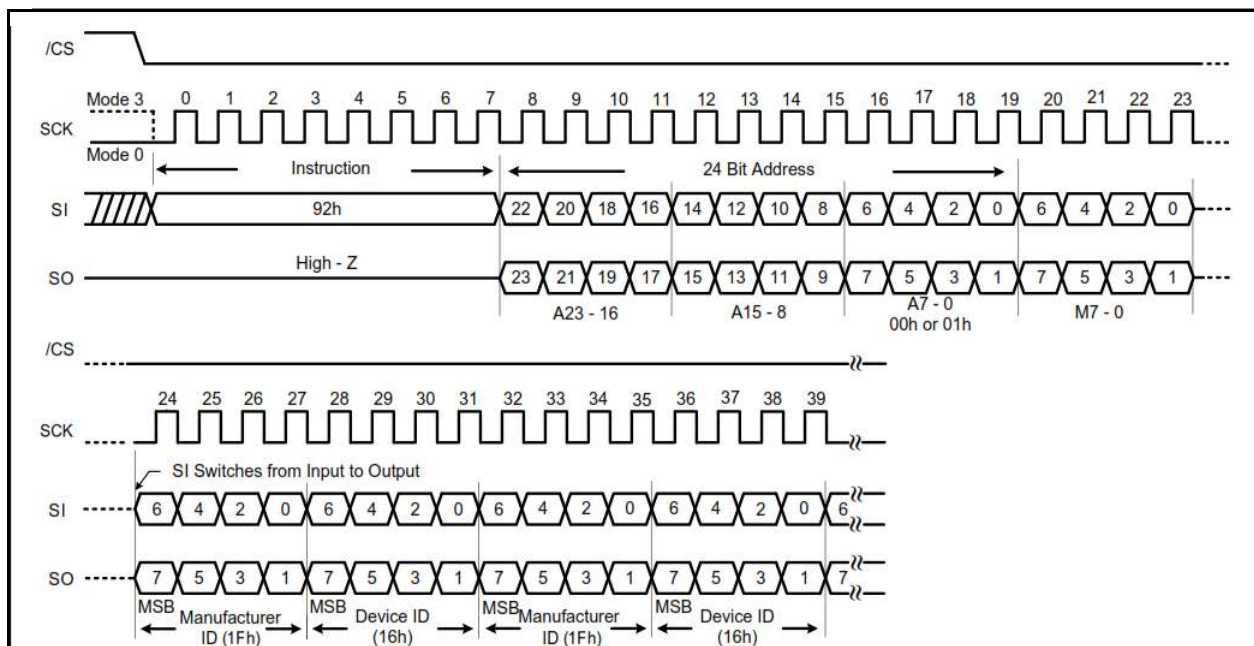 /CS
Mode 3 0 1 2 3 4 5 6 7 8 9 10 11 12 13 14 15 16 17 18 19 20 21 22 23
SCK
Mode 0 Instruction 24 Bit Address
SI 92h 22 20 18 16 14 12 10 8 6 4 2 0 6 4 2 0
High - Z
SO 23 21 19 17 15 13 11 9 7 5 3 1 7 5 3 1
A23 - 16 A15 - 8 A7 - 0 M7 - 0
00h or 01h
/CS
24 25 26 27 28 29 30 31 32 33 34 35 36 37 38 39
SCK
SI Switches from Input to Output
SI 6 4 2 0 6 4 2 0 6 4 2 0 6 4 2 0 6
SO 7 5 3 1 7 5 3 1 7 5 3 1 7 5 3 1 7
MSB MSB MSB MSB
Manufacturer Device ID Manufacturer Device ID
ID (1Fh) (16h) ID (1Fh) (16h)